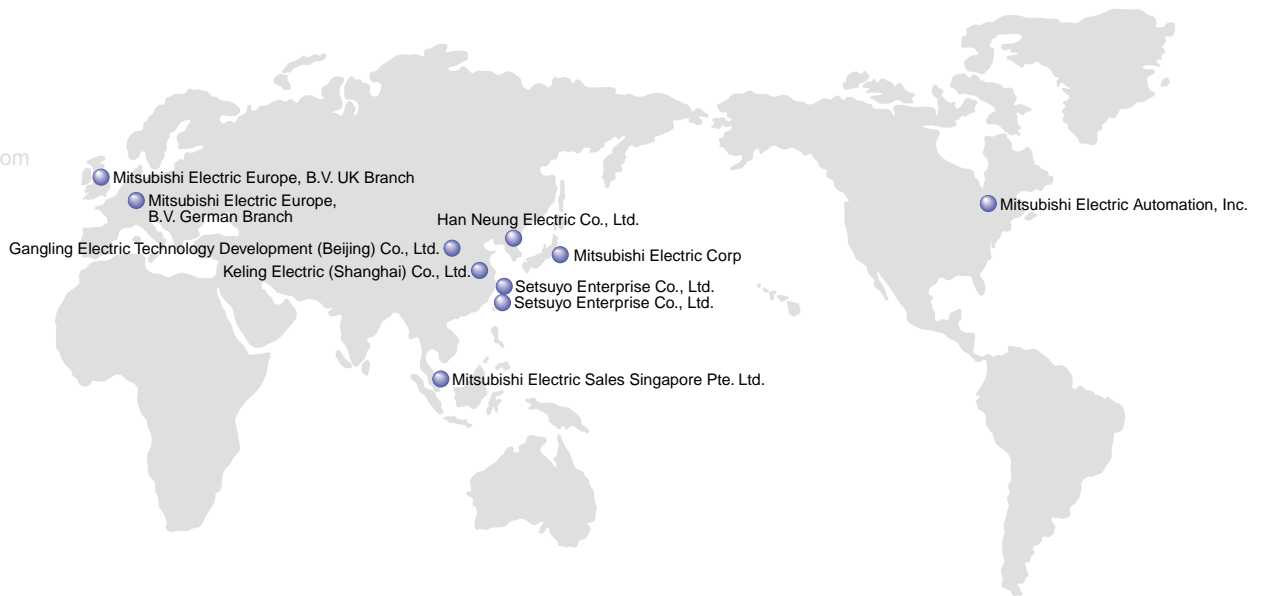 om
Mitsubishi Electric Europe, B.V. UK Branch
Mitsubishi Electric Europe,
B.V. German Branch
Mitsubishi Electric Automation, Inc.
Han Neung Electric Co., Ltd.
Gangling Electric Technology Development (Beijing) Co., Ltd.
Mitsubishi Electric Corp
Keling Electric (Shanghai) Co., Ltd.
Setsuyo Enterprise Co., Ltd.
Setsuyo Enterprise Co., Ltd.
Mitsubishi Electric Sales Singapore Pte. Ltd.